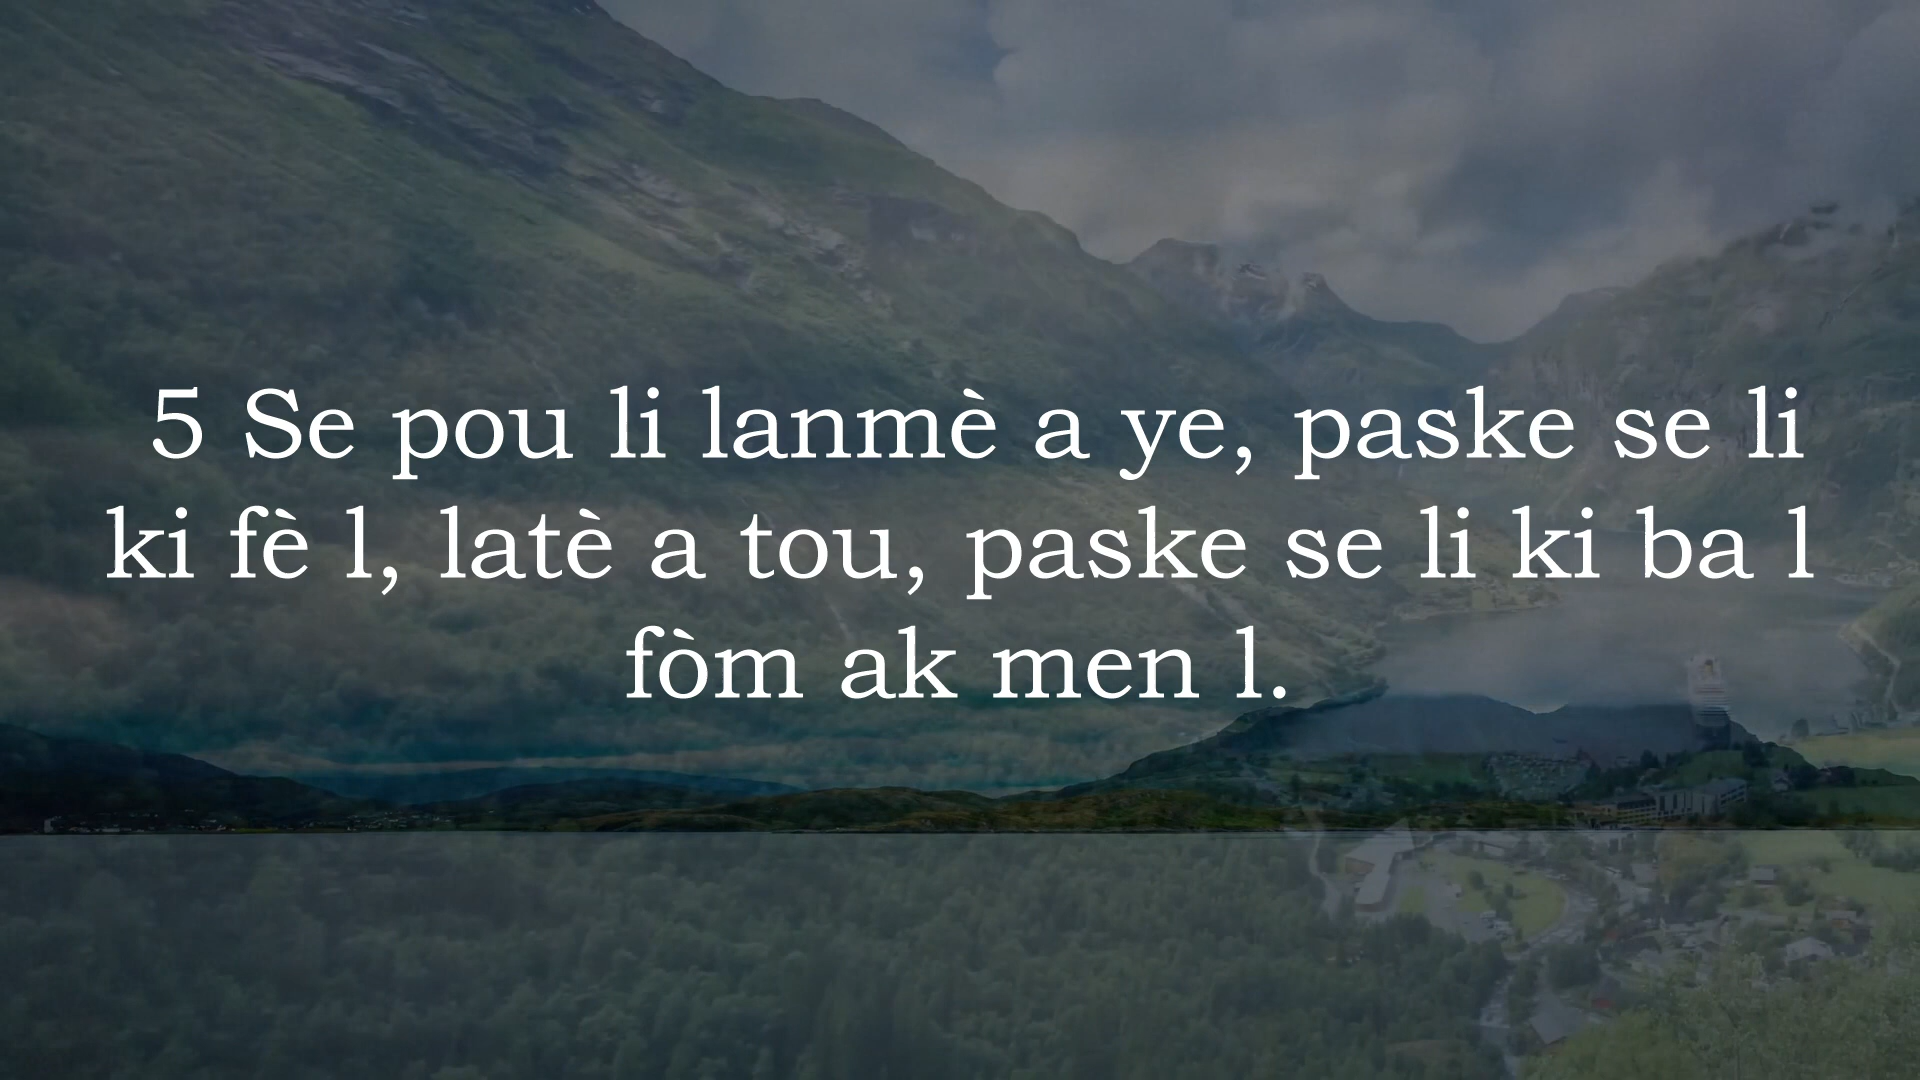 5 Se pou li lanmè a ye, paske se li
ki fè l, latè a tou, paske se li ki ba l
fòm ak men l.